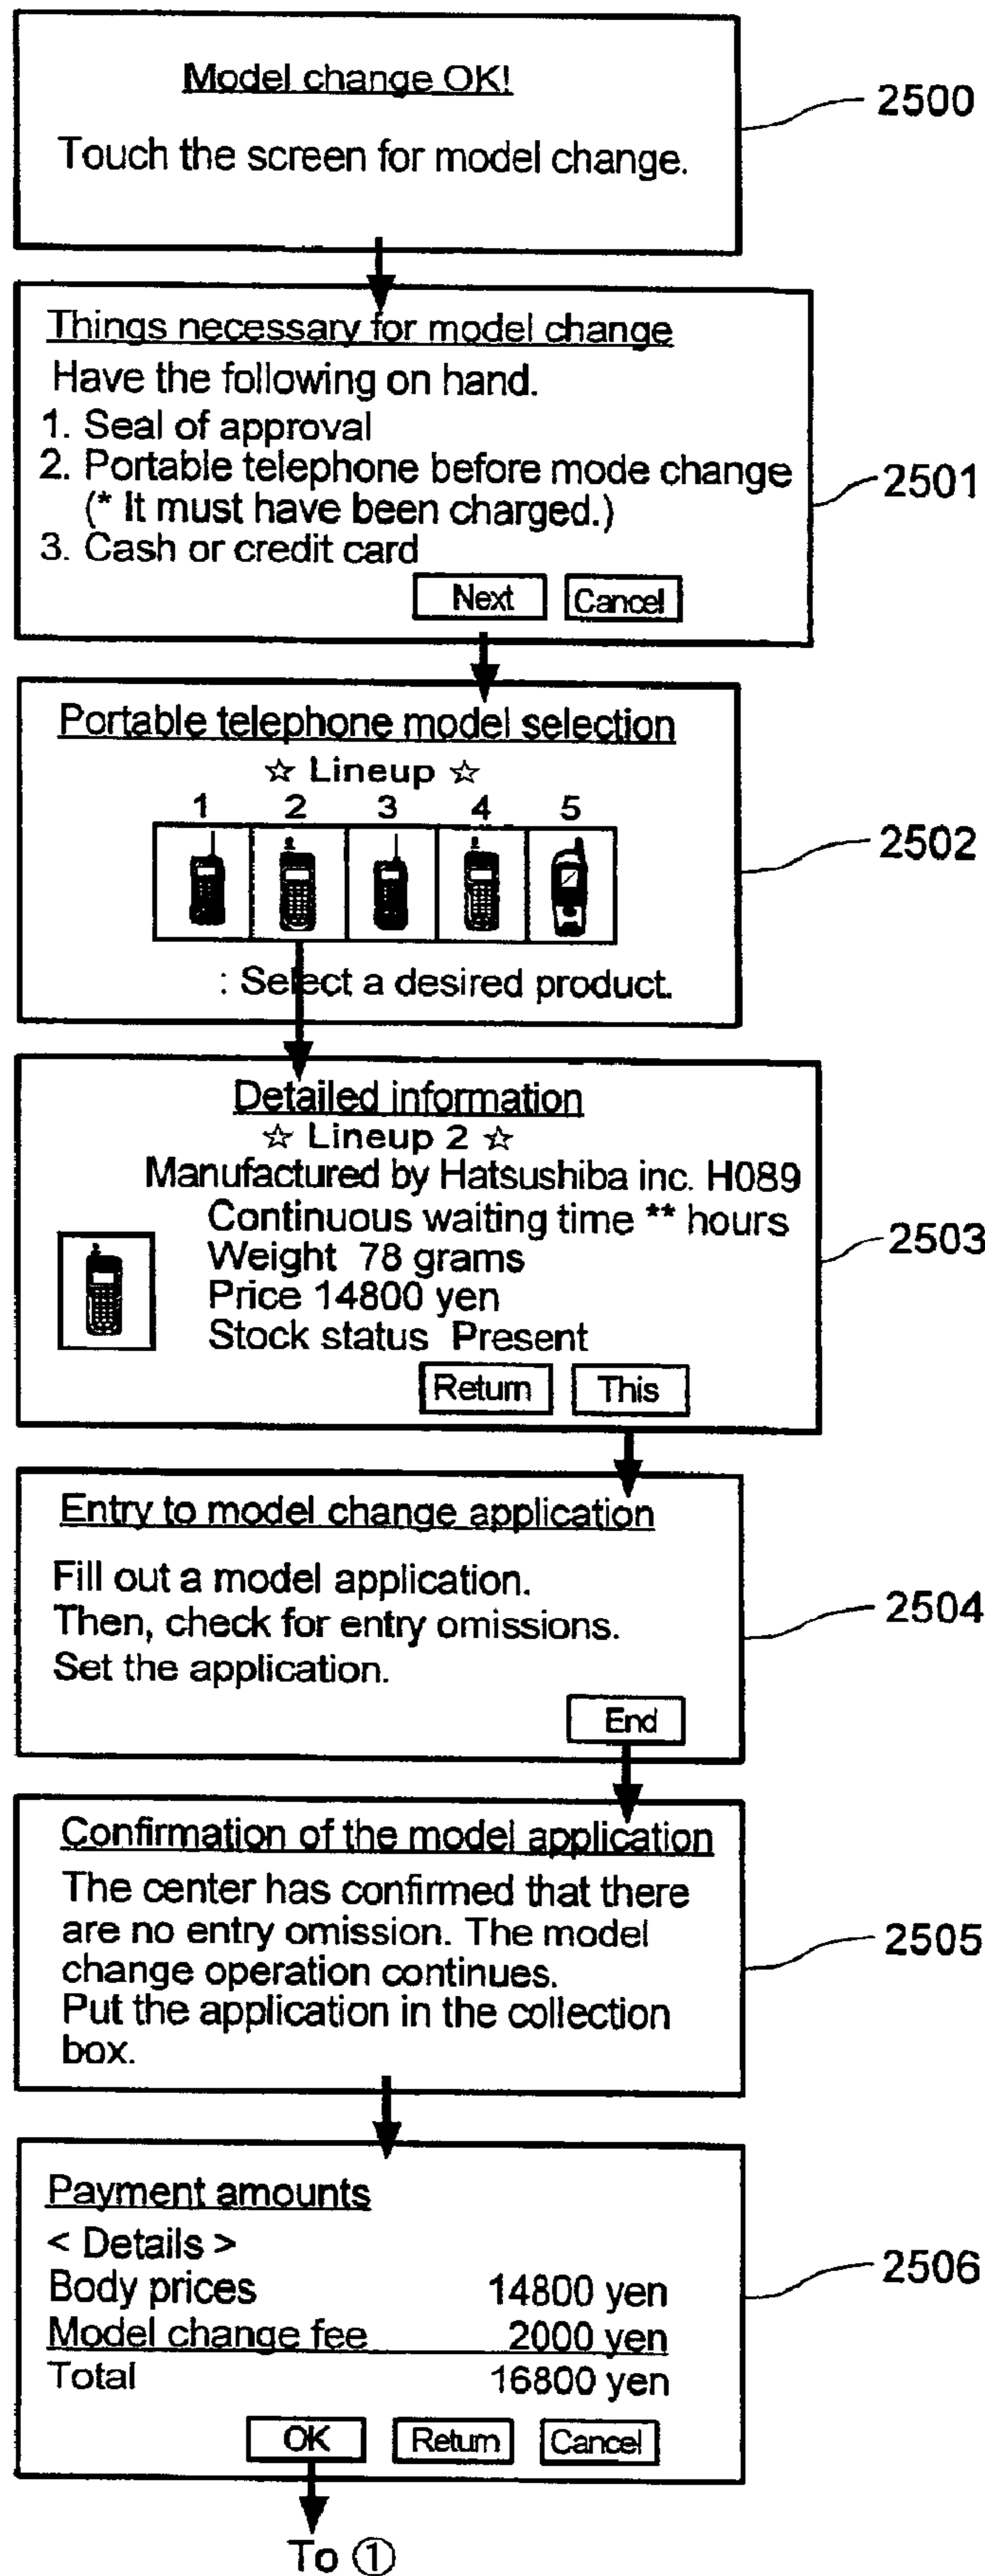 Model change OK!
Touch the screen for model change.
2500
Things necessary for model change
Have the following on hand.
1. Seal of approval
2. Portable telephone before mode change
(* It must have been charged.)
3. Cash or credit card
Next Cancel
2501
Portable telephone model selection
☆ Lineup ☆
1 2 3 4 5
: Select a desired product.
2502
Detailed information
☆ Lineup 2 ☆
Manufactured by Hatsushiba inc. H089
Continuous waiting time ** hours
Weight 78 grams
Price 14800 yen
Stock status Present
Return This
2503
Entry to model change application
Fill out a model application.
Then, check for entry omissions.
Set the application.
End
2504
Confirmation of the model application
The center has confirmed that there
are no entry omission. The model
change operation continues.
Put the application in the collection
box.
2505
Payment amounts
< Details >
Body prices 14800 yen
Model change fee 2000 yen
Total 16800 yen
OK Return Cancel
2506
To ①